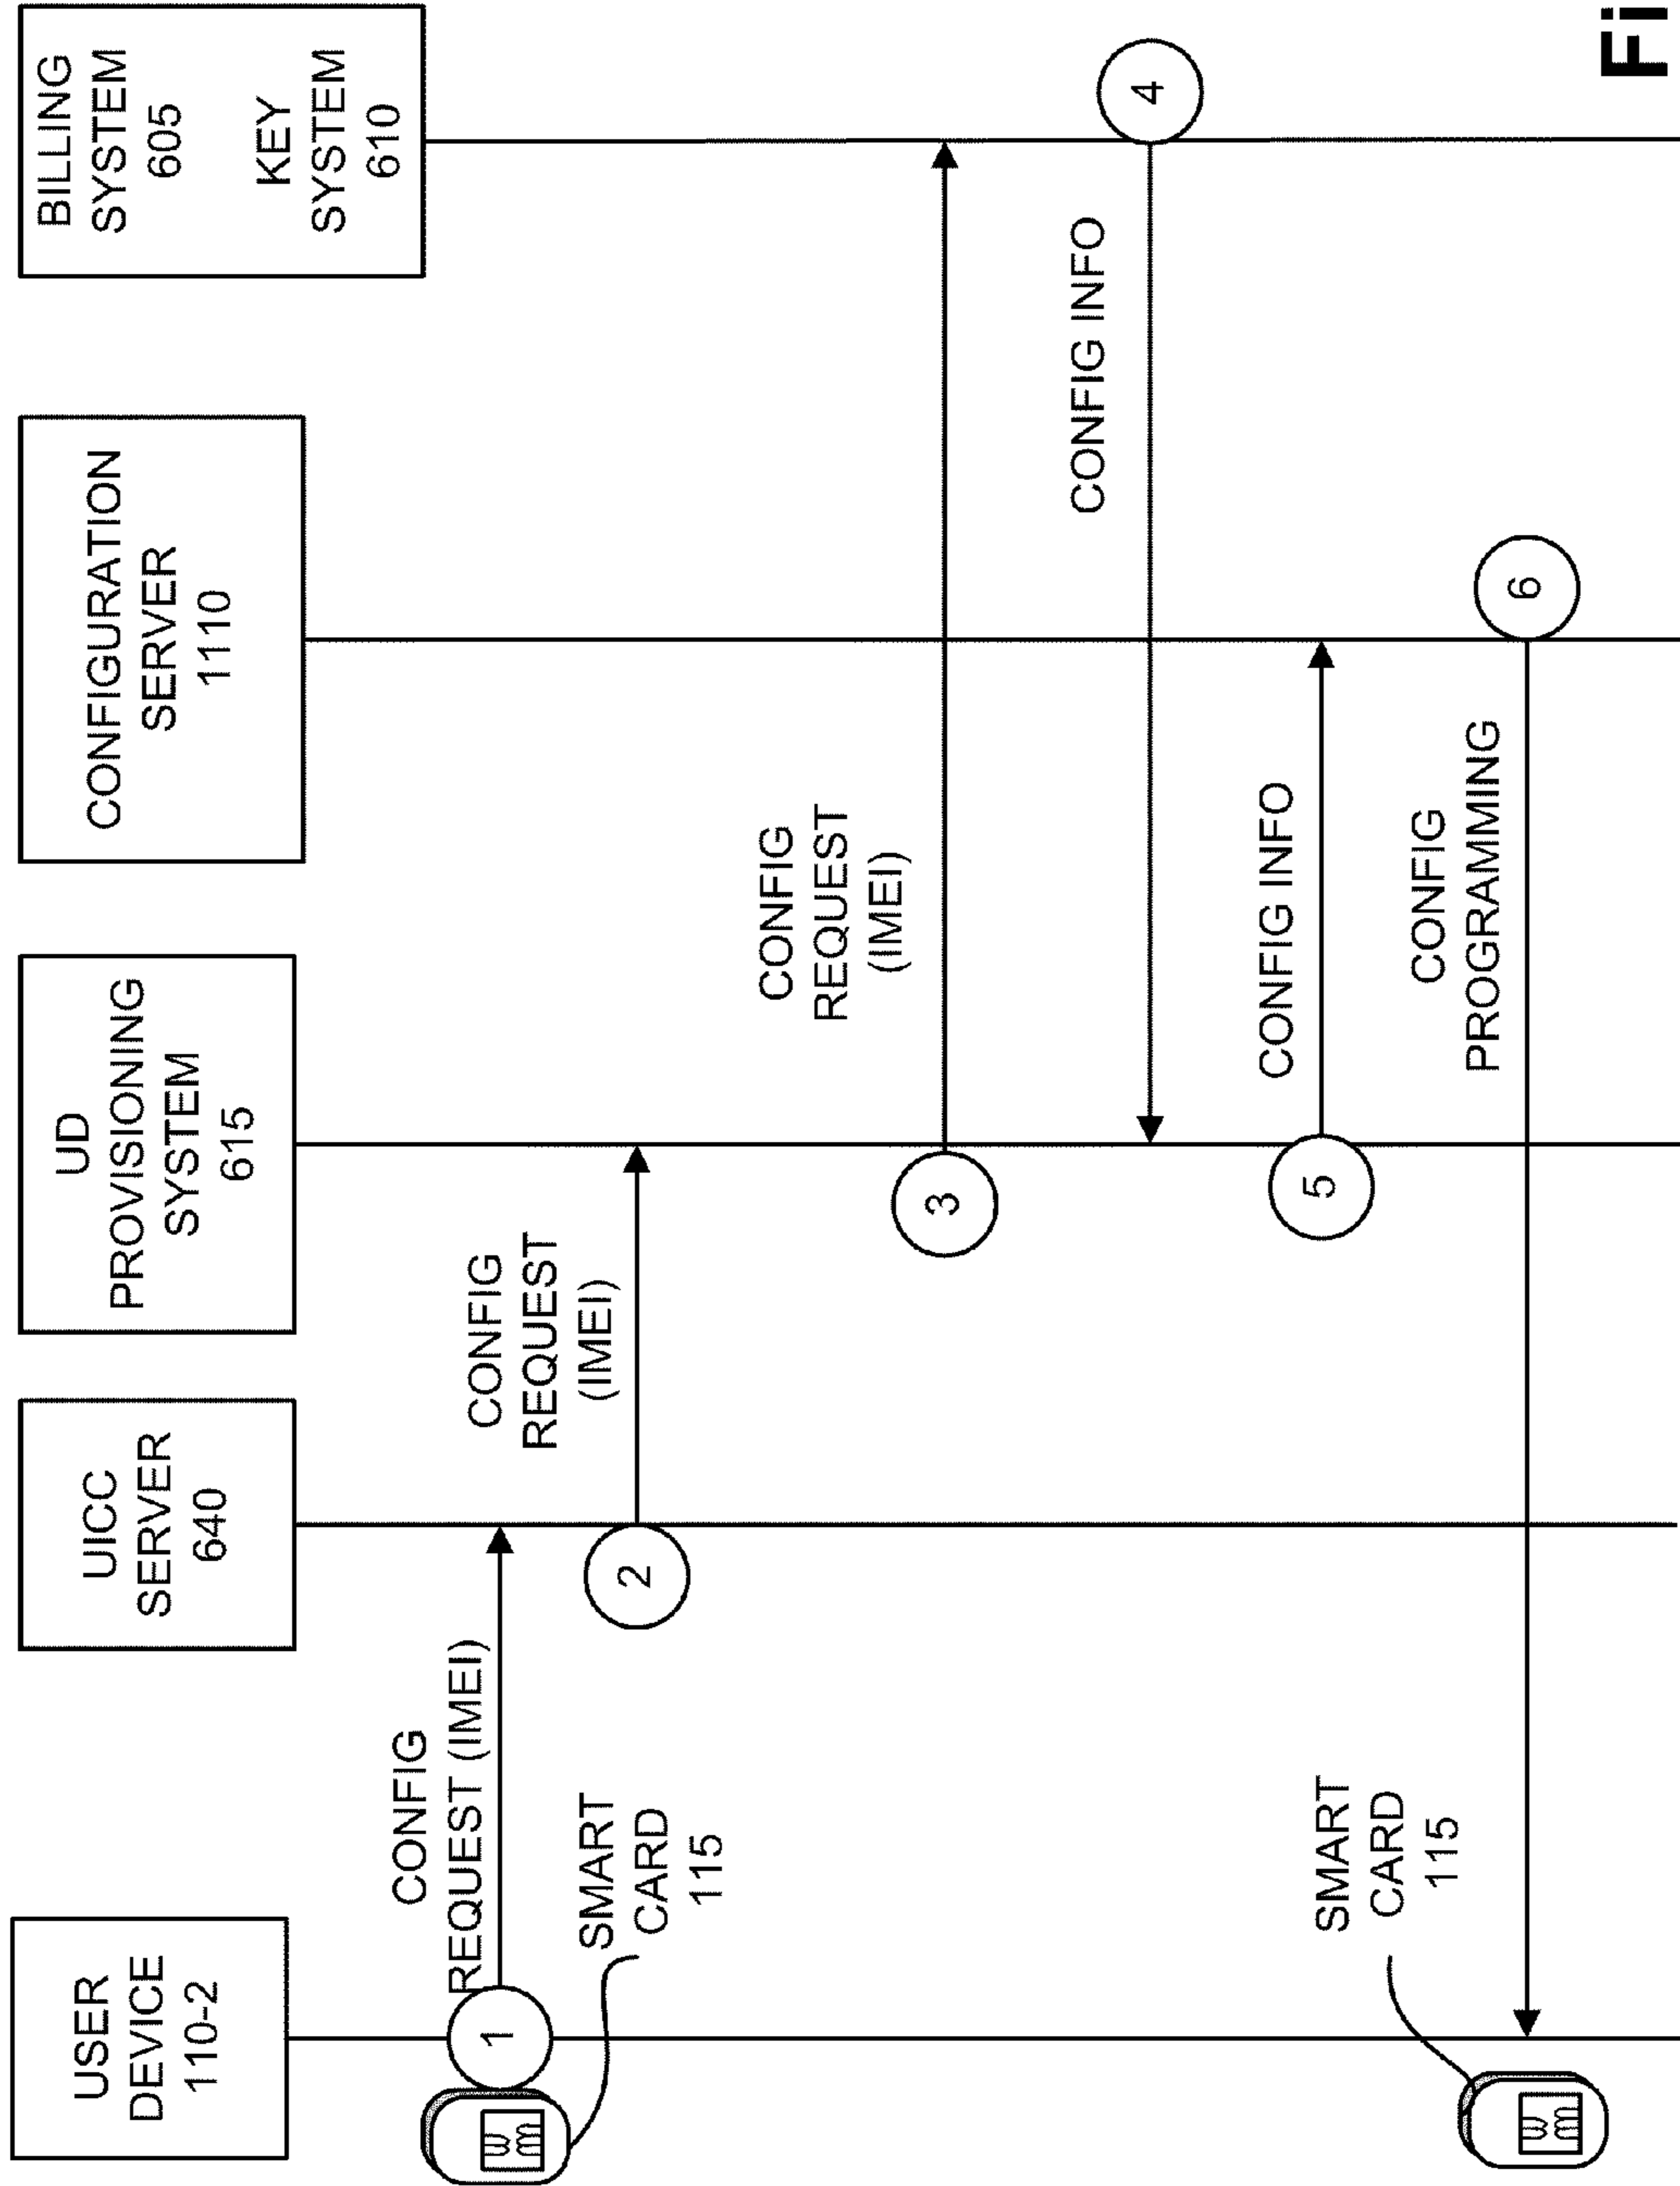 USER
DEVICE
110-2
UICC
SERVER
640
UD
PROVISIONING
SYSTEM
615
CONFIGURATION
SERVER
1110
BILLING
SYSTEM
605
KEY
SYSTEM
610
CONFIG
REQUEST (IMEI)
1
SMART
CARD
115
CONFIG
REQUEST
(IMEI)
2
CONFIG
REQUEST
(IMEI)
3
CONFIG INFO
4
CONFIG INFO
5
CONFIG
PROGRAMMING
6
SMART
CARD
115
Fi